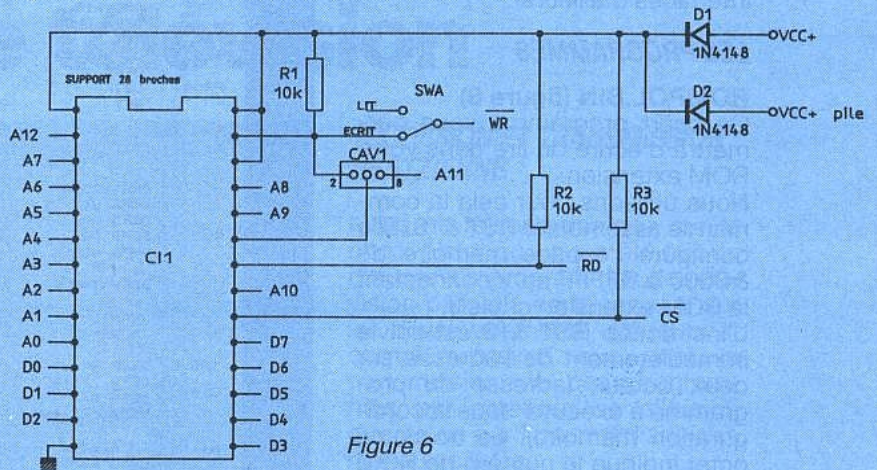 SUPPORT 28 broches
A12
A7
A6
A5
A4
A3
A2
A1
A0
D0
D1
D2
CI1
A8
A9
A10
D7
D6
D5
D4
D3
R1
10k
LIT
ECRIT
SWA
WR
CAV1
2
8
A11
R2
10k
R3
10k
RD
CS
D1
1N4148
VCC+
D2
1N4148
VCC+ pile
Figure 6